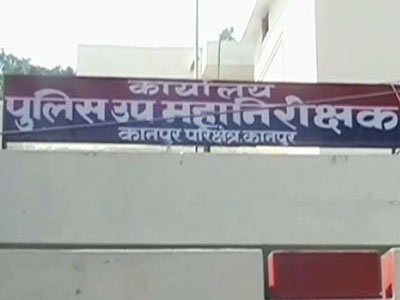 कार्यालय
पुलिस उप महानिरीक्षक
कानपुर परिक्षेत्र, कानपुर